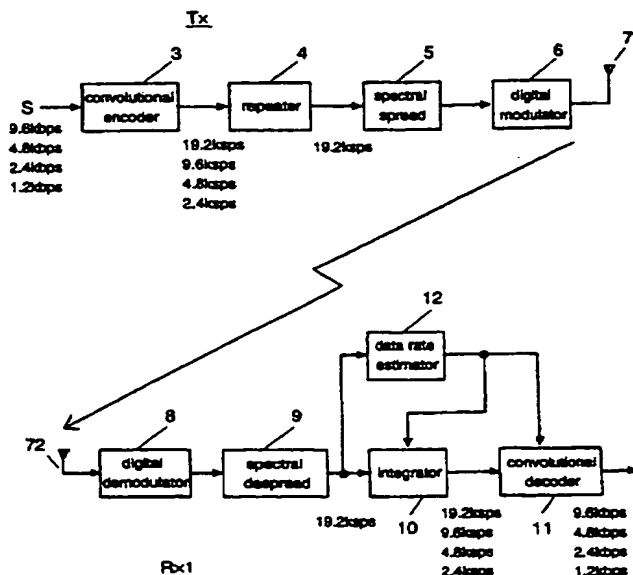 Tx
3
4
5
6
7
S
convolutional
encoder
repeater
spectral
spread
digital
modulator
9.6kbps
4.8kbps
2.4kbps
1.2kbps
19.2ksps
9.6ksps
4.8ksps
2.4ksps
19.2ksps
12
data rate
estimator
72
8
9
digital
demodulator
spectral
despread
integrator
convolutional
decoder
19.2ksps
10
11
19.2ksps
9.6ksps
4.8ksps
2.4ksps
9.6kbps
4.8kbps
2.4kbps
1.2kbps
Rx1